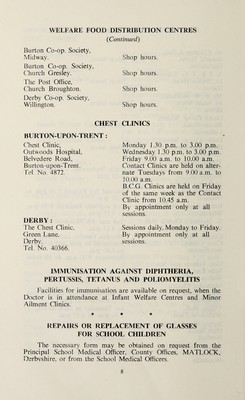 WELFARE FOOD DISTRIBUTION CENTRES
(Continued)
Burton Co-op. Society,
Midway. Shop hours.
Burton Co-op. Society,
Church Gresley. Shop hours.
The Post Office,
Church Broughton. Shop hours.
Derby Co-op. Society,
Willington. Shop hours.
CHEST CLINICS
BURTON-UPON-TRENT :
Chest Clinic, Monday 1.30 p.m. to 3.00 p.m.
Outwoods Hospital, Wednesday 1.30 p.m. to 3.00 p.m.
Belvedere Road, Friday 9.00 a.m. to 10.00 a.m.
Burton-upon-Trent. Contact Clinics are held on alter-
Tel. No. 4872. nate Tuesdays from 9.00 a.m. to
10.00 a.m.
B.C.G. Clinics are held on Friday
of the same week as the Contact
Clinic from 10.45 a.m.
By appointment only at all
sessions.
DERBY :
The Chest Clinic, Sessions daily, Monday to Friday.
Green Lane, By appointment only at all
Derby. sessions.
Tel. No. 40366.
IMMUNISATION AGAINST DIPHTHERIA,
PERTUSSIS, TETANUS AND POLIOMYELITIS
Facilities for immunisation are available on request, when the
Doctor is in attendance at Infant Welfare Centres and Minor
Ailment Clinics.
* * *
REPAIRS OR REPLACEMENT OF GLASSES
FOR SCHOOL CHILDREN
The necessary form may be obtained on request from the
Principal School Medical Officer, County Offices, MATLOCK,
Derbyshire, or from the School Medical Officers.
8